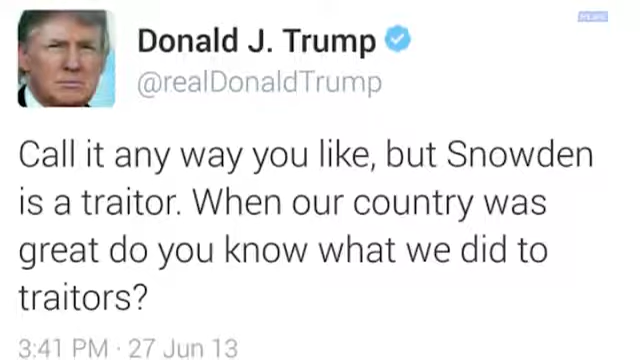 Donald J. Trump
@realDonaldTrump
Call it any way you like, but Snowden
is a traitor. When our country was
great do you know what we did to
traitors?
3:41 PM · 27 Jun 13